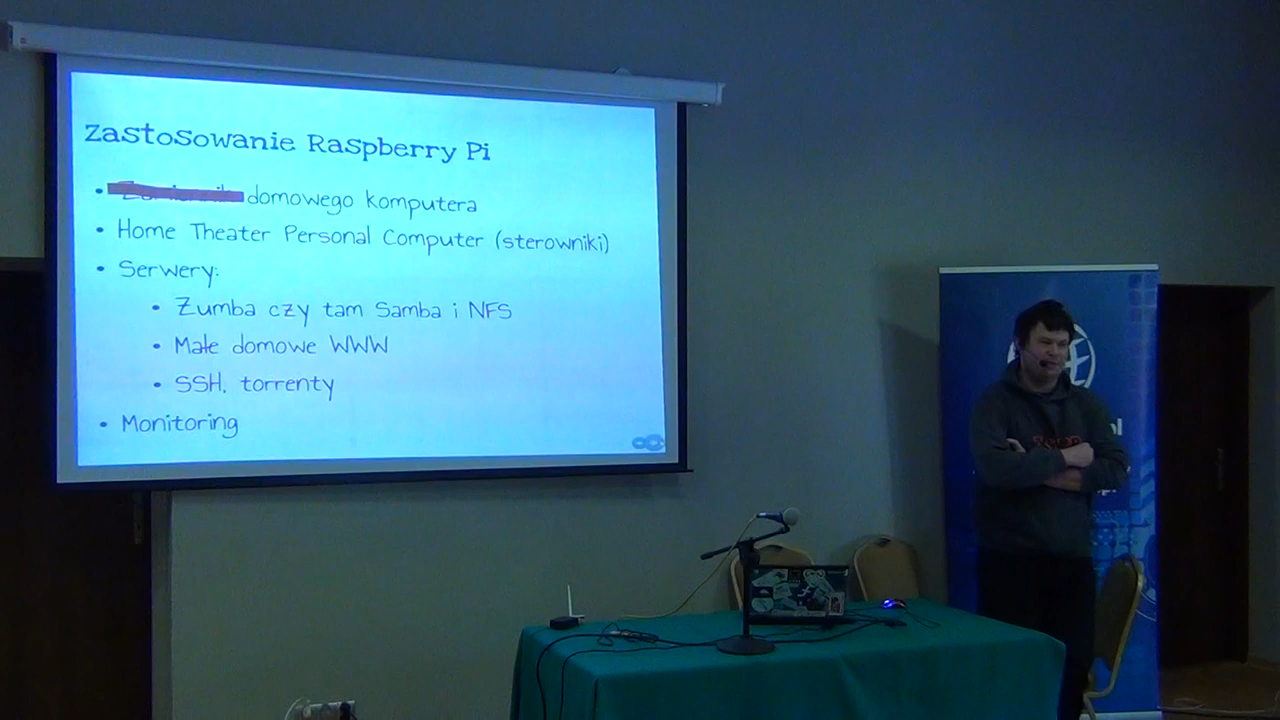 Zastosowanie Raspberry Pi
• domowego komputera
• Home Theater Personal Computer (sterowniki)
• Serwery:
• Zumba czy tam Samba i NFS
• Małe domowe WWW
• SSH, torrenty
• Monitoring